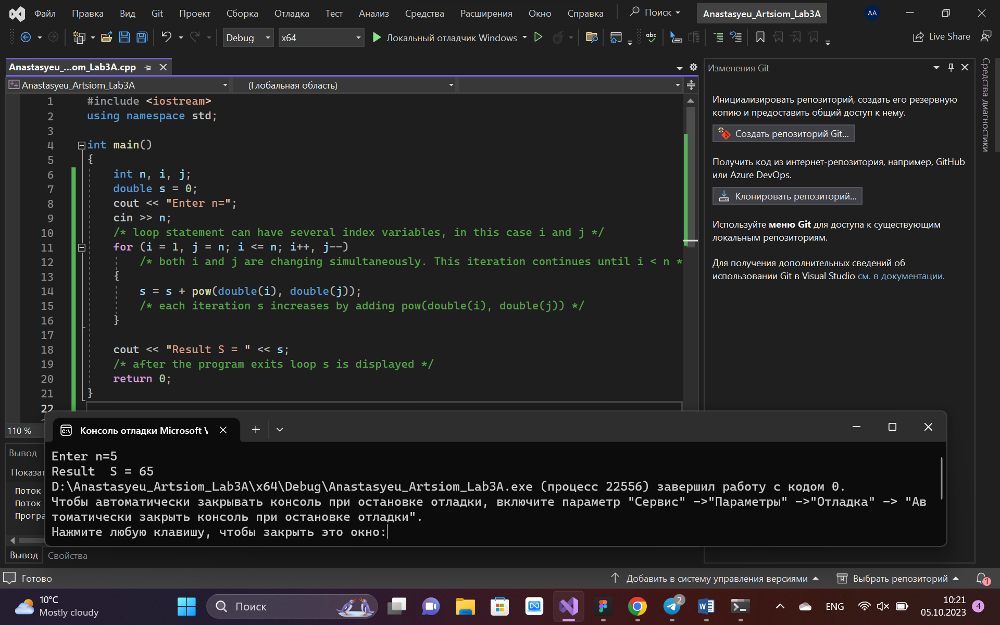 Файл Правка Вид Git Проект Сборка Отладка Тест Анализ Средства Расширения Окно Справка Поиск Anastasyeu_Artsiom_Lab3A AA
Debug x64 Локальный отладчик Windows abc Live Share
Anastasyeu_...om_Lab3A.cpp
Anastasyeu_Artsiom_Lab3A (Глобальная область)
1 #include <iostream>
2 using namespace std;
3
4 int main()
5 {
6 int n, i, j;
7 double s = 0;
8 cout << "Enter n=";
9 cin >> n;
10 /* loop statement can have several index variables, in this case i and j */
11 for (i = 1, j = n; i <= n; i++, j--)
12 /* both i and j are changing simultaneously. This iteration continues until i < n *
13 {
14 s = s + pow(double(i), double(j));
15 /* each iteration s increases by adding pow(double(i), double(j)) */
16 }
17
18 cout << "Result S = " << s;
19 /* after the program exits loop s is displayed */
20 return 0;
21 }
22
110 %
Изменения Git
Инициализировать репозиторий, создать его резервную
копию и предоставить общий доступ к нему.
Создать репозиторий Git...
Получить код из интернет-репозитория, например, GitHub
или Azure DevOps.
Клонировать репозиторий...
Используйте меню Git для доступа к существующим
локальным репозиториям.
Для получения дополнительных сведений об
использовании Git в Visual Studio см. в документации.
Средства диагностики
Вывод
Показат
Поток
Поток
Програ
Консоль отладки Microsoft V
Enter n=5
Result  S = 65
D:\Anastasyeu_Artsiom_Lab3A\x64\Debug\Anastasyeu_Artsiom_Lab3A.exe (процесс 22556) завершил работу с кодом 0.
Чтобы автоматически закрывать консоль при остановке отладки, включите параметр "Сервис" ->"Параметры" ->"Отладка" -> "Ав
томатически закрыть консоль при остановке отладки".
Нажмите любую клавишу, чтобы закрыть это окно:
Вывод Свойства
Готово Добавить в систему управления версиями Выбрать репозиторий 1
10°C
Mostly cloudy
Поиск
2
ENG
10:21
05.10.2023
4